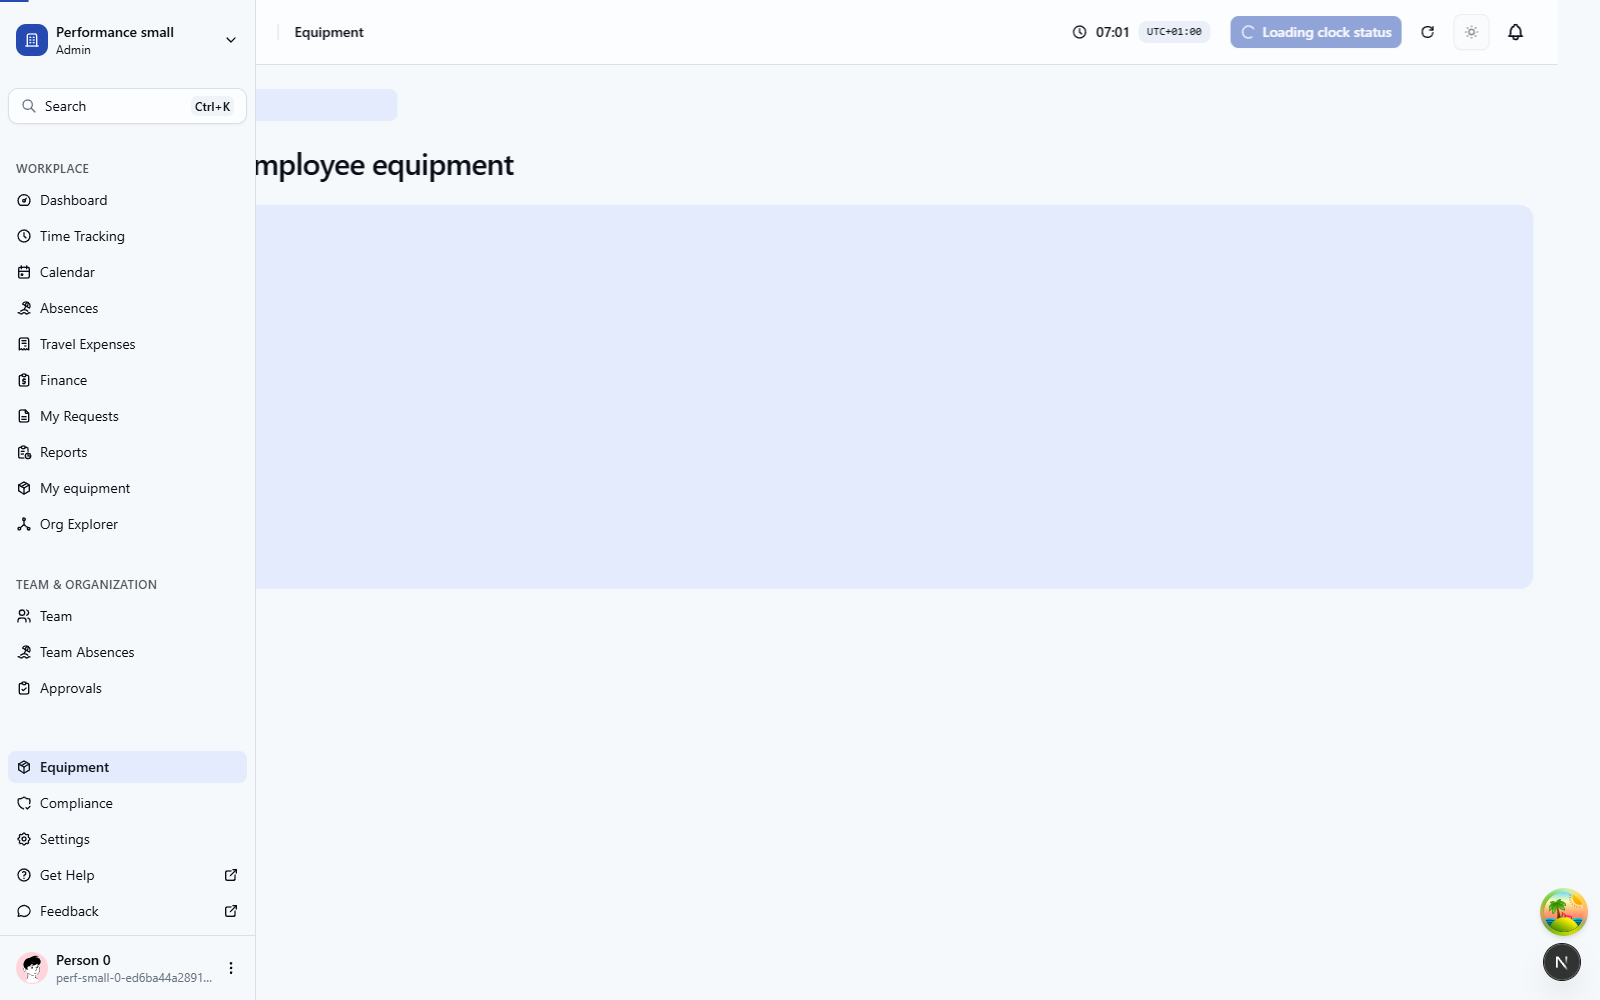 Performance small
Admin
Search
Ctrl+K
WORKPLACE
Dashboard
Time Tracking
Calendar
Absences
Travel Expenses
Finance
My Requests
Reports
My equipment
Org Explorer
TEAM & ORGANIZATION
Team
Team Absences
Approvals
Equipment
Compliance
Settings
Get Help
Feedback
Person 0
perf-small-0-ed6ba44a2891...
Equipment
07:01
UTC+01:00
Loading clock status
mployee equipment
N